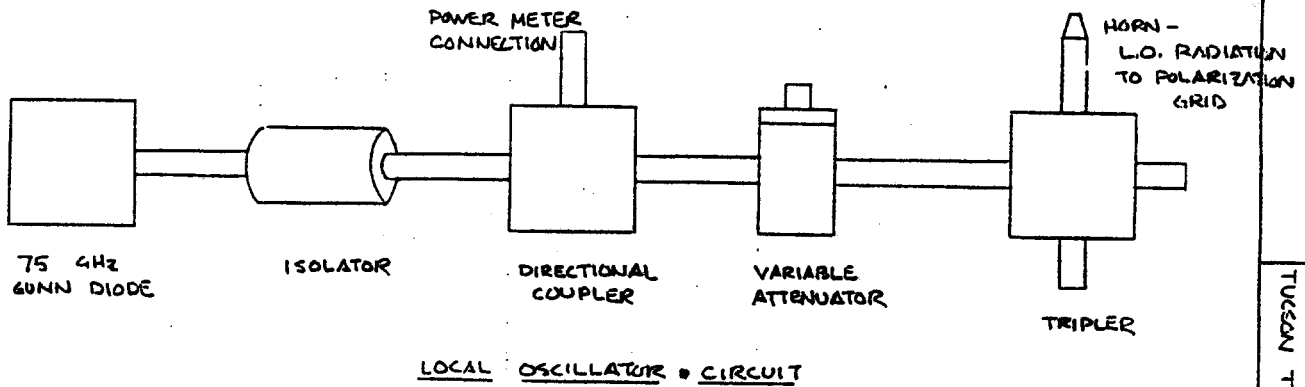 POWER METER
CONNECTION
HORN -
L.O. RADIATION
TO POLARIZATION
GRID
75 GHz
GUNN DIODE
ISOLATOR
DIRECTIONAL
COUPLER
VARIABLE
ATTENUATOR
TRIPLER
LOCAL OSCILLATOR • CIRCUIT
TUCSON T